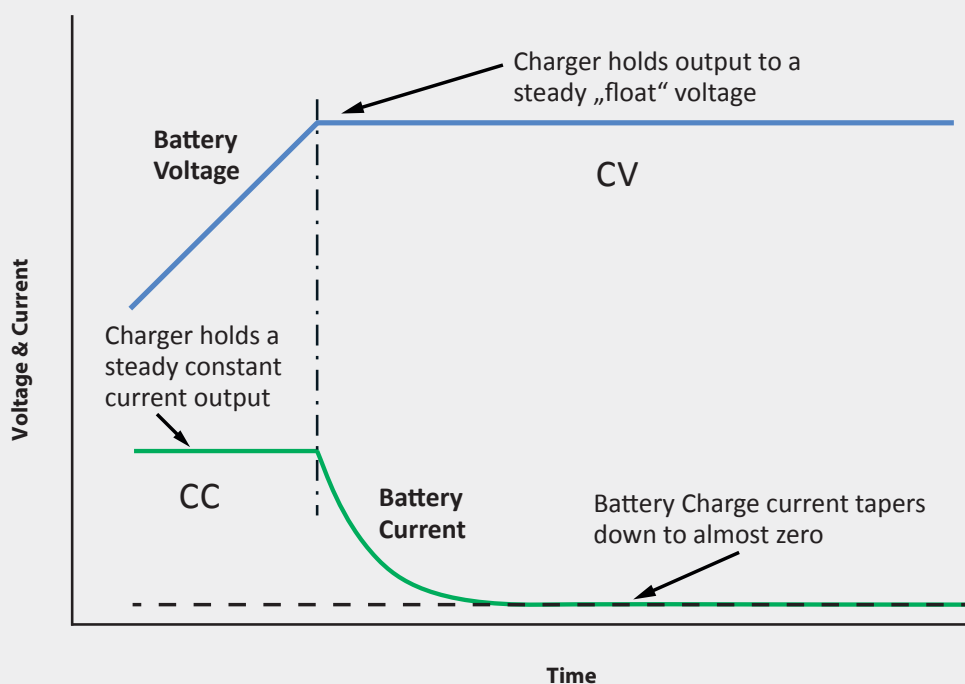 Charger holds output to a
steady „float“ voltage
Battery
Voltage
CV
Voltage & Current
Charger holds a
steady constant
current output
CC
Battery
Current
Battery Charge current tapers
down to almost zero
Time